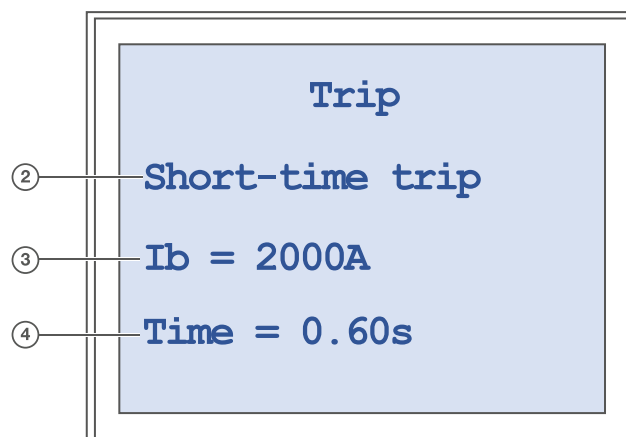 Trip
2 Short-time trip
3 Ib = 2000A
4 Time = 0.60s